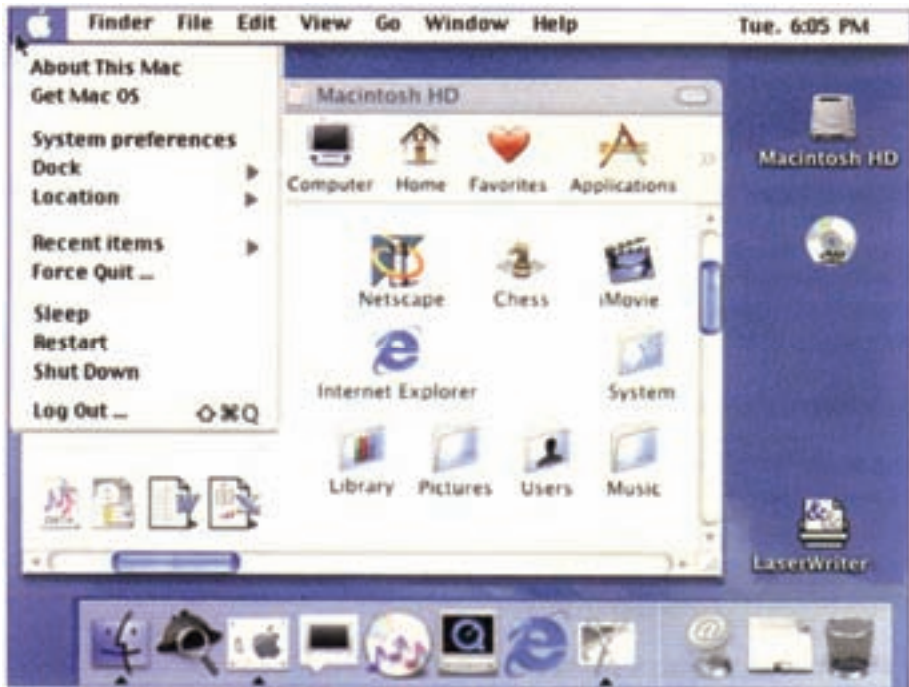 Finder File Edit View Go Window Help Tue. 6:05 PM
About This Mac
Get Mac OS
System preferences
Dock
Location
Recent items
Force Quit ...
Sleep
Restart
Shut Down
Log Out ... ⇧⌘Q
Macintosh HD
Computer Home Favorites Applications
Netscape Chess iMovie
Internet Explorer System
Library Pictures Users Music
Macintosh HD
LaserWriter